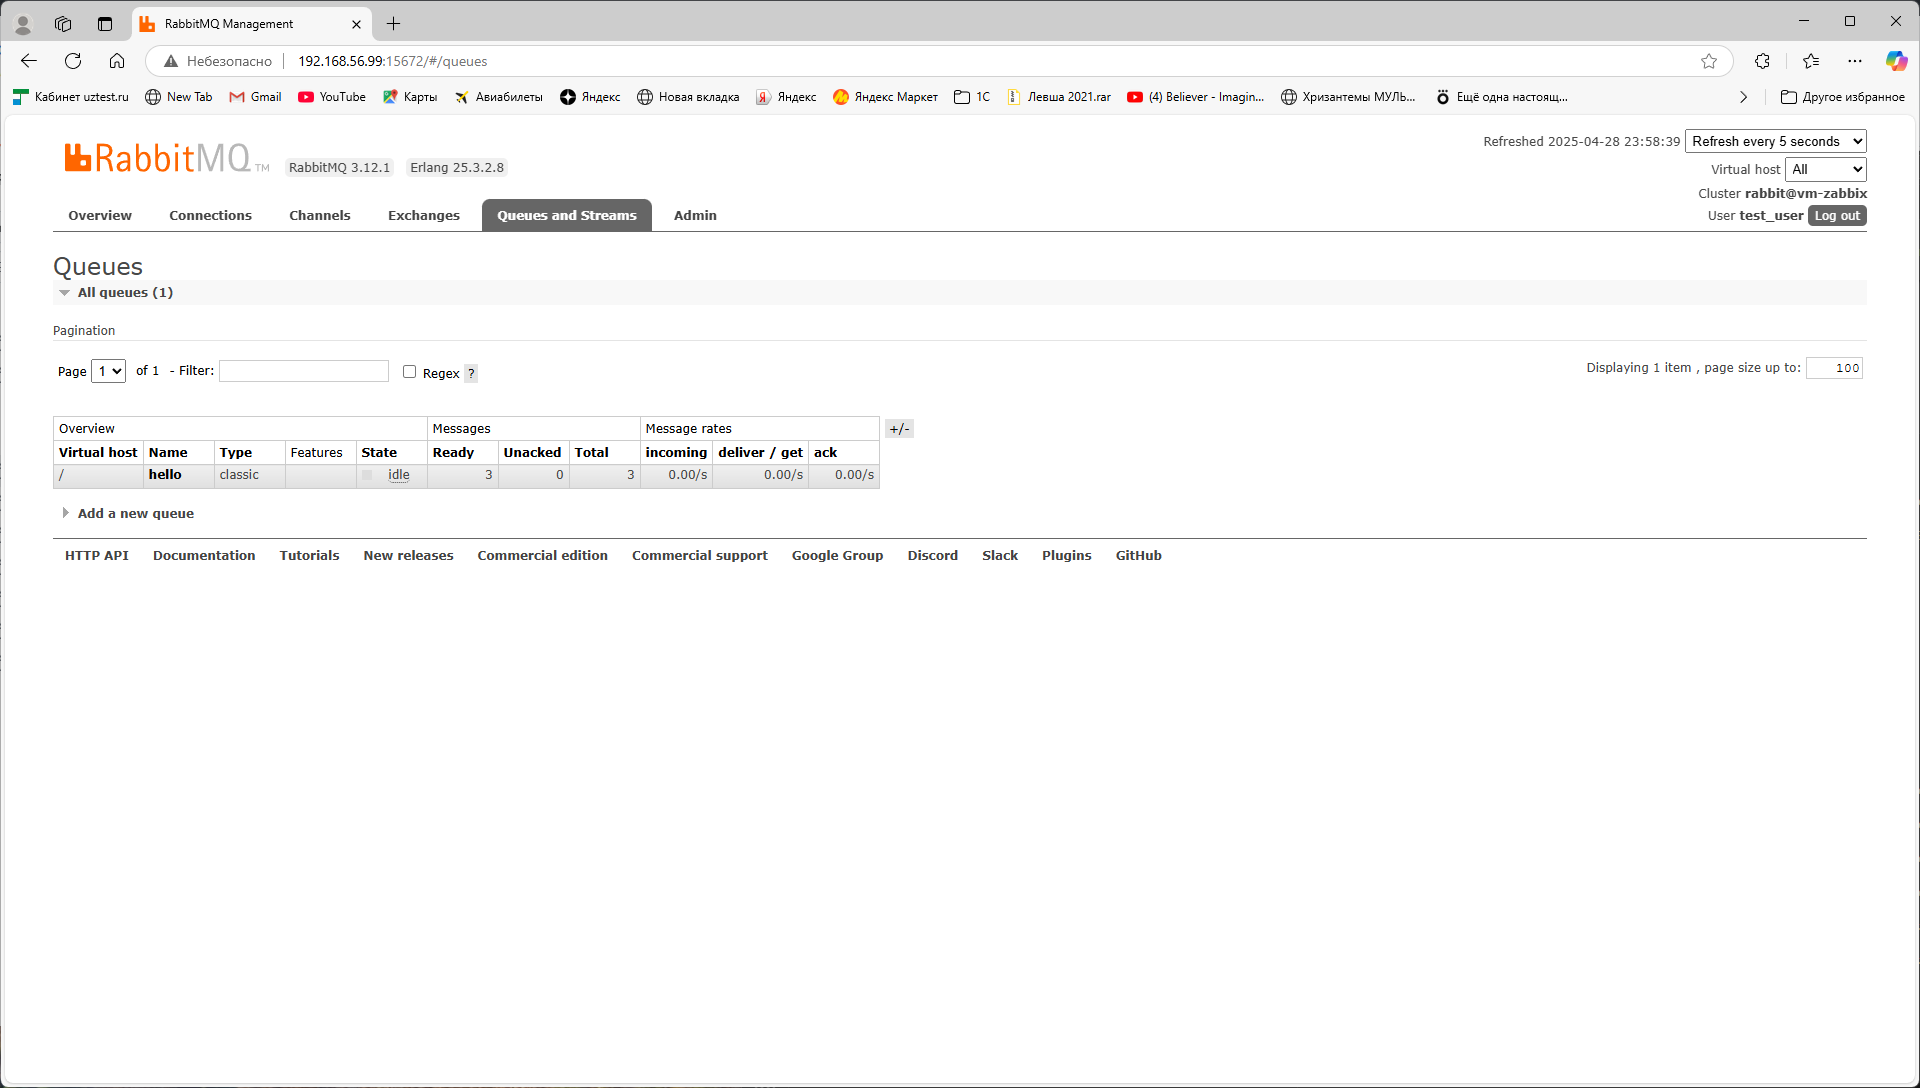 RabbitMQ Management
Небезопасно
192.168.56.99:15672/#/queues
Кабинет uztest.ru New Tab Gmail YouTube Карты Авиабилеты Яндекс Новая вкладка Яндекс Яндекс Маркет 1C Левша 2021.rar (4) Believer - Imagin... Хризантемы МУЛЬ... Ещё одна настоящ... Другое избранное
RabbitMQ TM RabbitMQ 3.12.1 Erlang 25.3.2.8
Refreshed 2025-04-28 23:58:39 Refresh every 5 seconds
Virtual host All
Cluster rabbit@vm-zabbix
User test_user Log out
Overview Connections Channels Exchanges Queues and Streams Admin
Queues
All queues (1)
Pagination
Page 1 of 1 - Filter: Regex ?
Displaying 1 item , page size up to: 100
Overview Messages Message rates +/-
Virtual host Name Type Features State Ready Unacked Total incoming deliver / get ack
/ hello classic idle 3 0 3 0.00/s 0.00/s 0.00/s
Add a new queue
HTTP API Documentation Tutorials New releases Commercial edition Commercial support Google Group Discord Slack Plugins GitHub